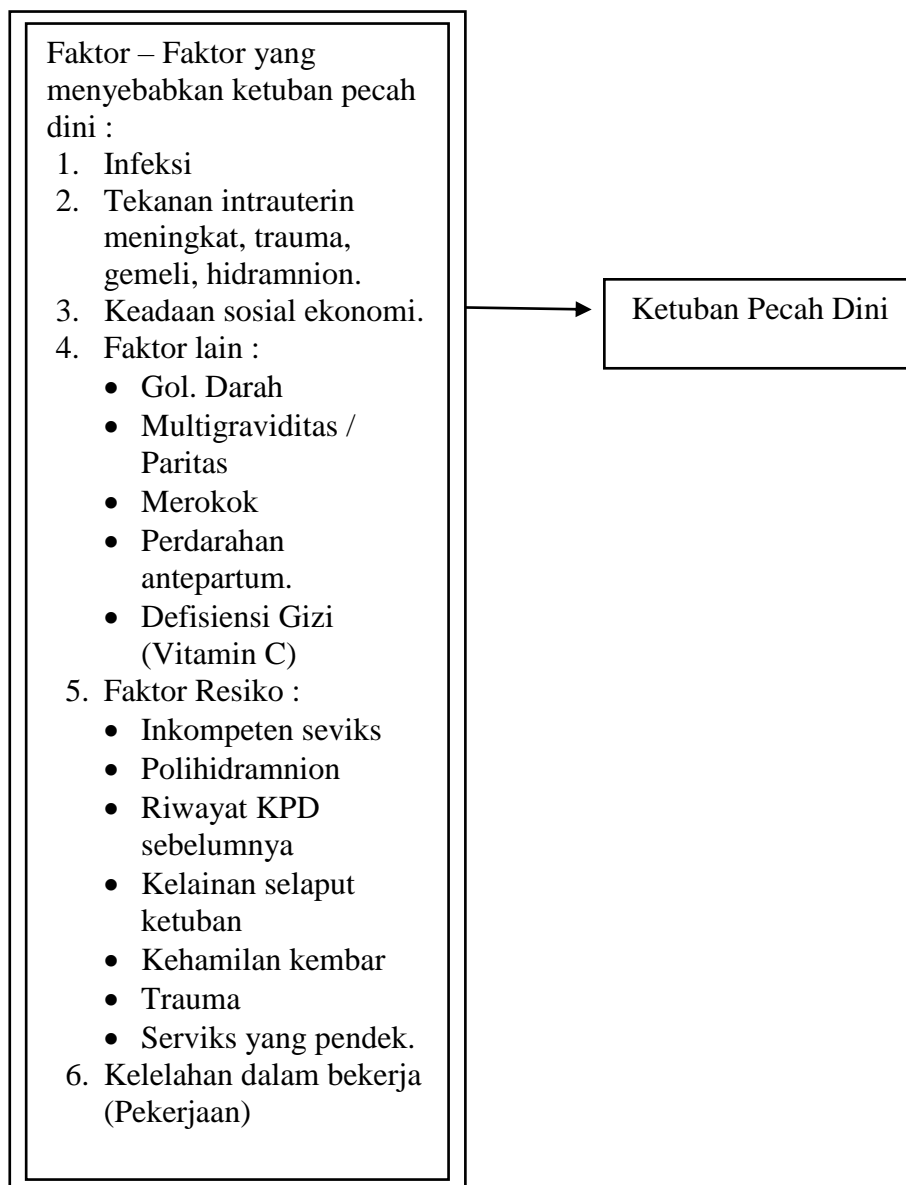 Faktor – Faktor yang
menyebabkan ketuban pecah
dini :
1. Infeksi
2. Tekanan intrauterin
meningkat, trauma,
gemeli, hidramnion.
3. Keadaan sosial ekonomi.
4. Faktor lain :
• Gol. Darah
• Multigraviditas /
Paritas
• Merokok
• Perdarahan
antepartum.
• Defisiensi Gizi
(Vitamin C)
5. Faktor Resiko :
• Inkompeten seviks
• Polihidramnion
• Riwayat KPD
sebelumnya
• Kelainan selaput
ketuban
• Kehamilan kembar
• Trauma
• Serviks yang pendek.
6. Kelelahan dalam bekerja
(Pekerjaan)
Ketuban Pecah Dini